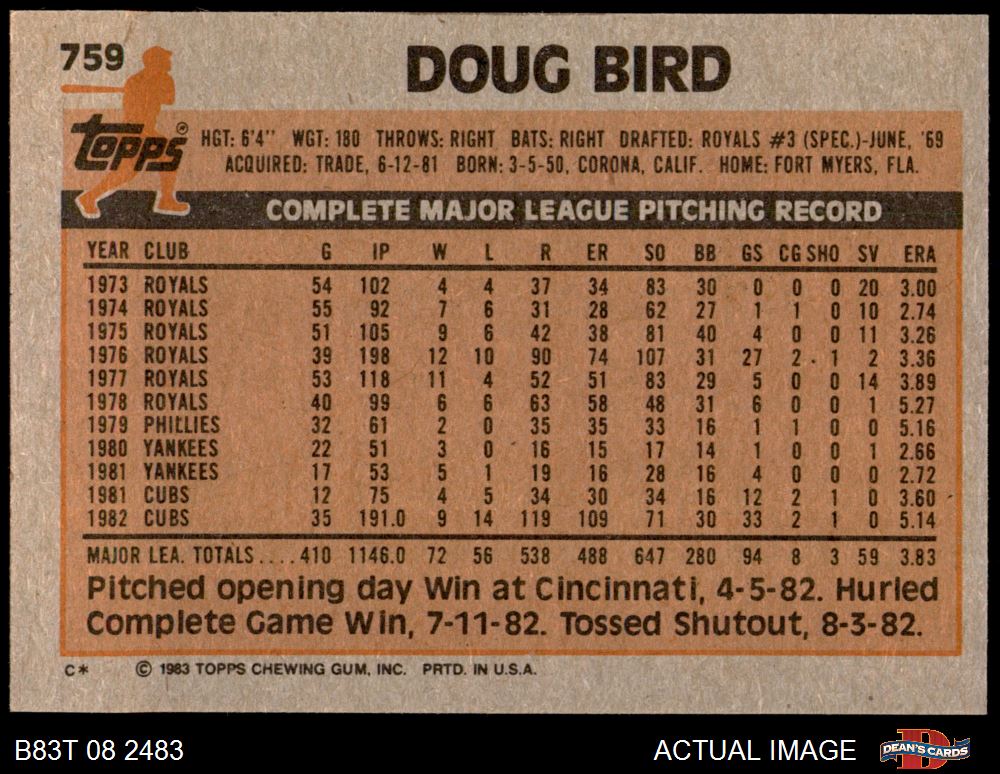 759
DOUG BIRD
Topps®
HGT: 6'4" WGT: 180 THROWS: RIGHT BATS: RIGHT DRAFTED: ROYALS #3 (SPEC.)-JUNE, '69
ACQUIRED: TRADE, 6-12-81 BORN: 3-5-50, CORONA, CALIF. HOME: FORT MYERS, FLA.
COMPLETE MAJOR LEAGUE PITCHING RECORD
YEAR CLUB G IP W L R ER SO BB GS CG SHO SV ERA
1973 ROYALS 54 102 4 4 37 34 83 30 0 0 0 20 3.00
1974 ROYALS 55 92 7 6 31 28 62 27 1 1 0 10 2.74
1975 ROYALS 51 105 9 6 42 38 81 40 4 0 0 11 3.26
1976 ROYALS 39 198 12 10 90 74 107 31 27 2 1 2 3.36
1977 ROYALS 53 118 11 4 52 51 83 29 5 0 0 14 3.89
1978 ROYALS 40 99 6 6 63 58 48 31 6 0 0 1 5.27
1979 PHILLIES 32 61 2 0 35 35 33 16 1 1 0 0 5.16
1980 YANKEES 22 51 3 0 16 15 17 14 1 0 0 1 2.66
1981 YANKEES 17 53 5 1 19 16 28 16 4 0 0 0 2.72
1981 CUBS 12 75 4 5 34 30 34 16 12 2 1 0 3.60
1982 CUBS 35 191.0 9 14 119 109 71 30 33 2 1 0 5.14
MAJOR LEA. TOTALS....410 1146.0 72 56 538 488 647 280 94 8 3 59 3.83
Pitched opening day Win at Cincinnati, 4-5-82. Hurled
Complete Game Win, 7-11-82. Tossed Shutout, 8-3-82.
C* © 1983 TOPPS CHEWING GUM, INC. PRTD. IN U.S.A.
B83T 08 2483 ACTUAL IMAGE DEAN'S CARDS